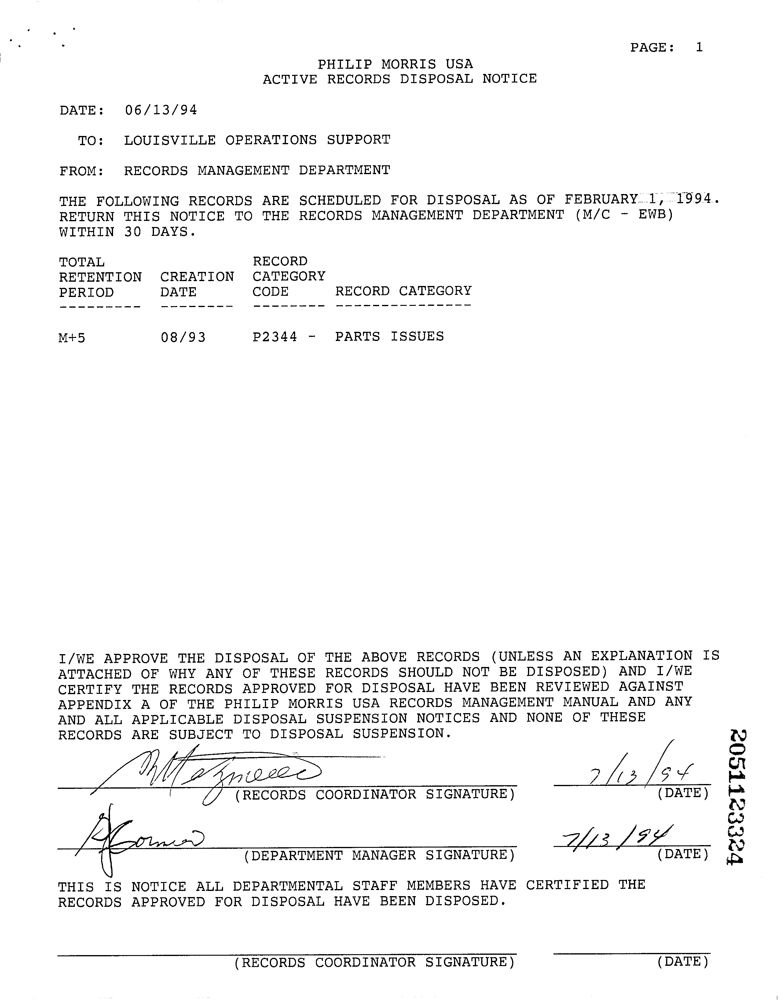 PAGE: 1
PHILIP MORRIS USA
ACTIVE RECORDS DISPOSAL NOTICE
DATE: 06/13/94
TO: LOUISVILLE OPERATIONS SUPPORT
FROM: RECORDS MANAGEMENT DEPARTMENT
THE FOLLOWING RECORDS ARE SCHEDULED FOR DISPOSAL AS OF FEBRUARY 1, 1994.
RETURN THIS NOTICE TO THE RECORDS MANAGEMENT DEPARTMENT (M/C - EWB)
WITHIN 30 DAYS.
TOTAL RECORD
RETENTION CREATION CATEGORY
PERIOD DATE CODE RECORD CATEGORY
--------- -------- -------- ---------------
M+5 08/93 P2344 - PARTS ISSUES
I/WE APPROVE THE DISPOSAL OF THE ABOVE RECORDS (UNLESS AN EXPLANATION IS
ATTACHED OF WHY ANY OF THESE RECORDS SHOULD NOT BE DISPOSED) AND I/WE
CERTIFY THE RECORDS APPROVED FOR DISPOSAL HAVE BEEN REVIEWED AGAINST
APPENDIX A OF THE PHILIP MORRIS USA RECORDS MANAGEMENT MANUAL AND ANY
AND ALL APPLICABLE DISPOSAL SUSPENSION NOTICES AND NONE OF THESE
RECORDS ARE SUBJECT TO DISPOSAL SUSPENSION.
7/13/94
(RECORDS COORDINATOR SIGNATURE) (DATE)
7/13/94
(DEPARTMENT MANAGER SIGNATURE) (DATE)
THIS IS NOTICE ALL DEPARTMENTAL STAFF MEMBERS HAVE CERTIFIED THE
RECORDS APPROVED FOR DISPOSAL HAVE BEEN DISPOSED.
(RECORDS COORDINATOR SIGNATURE) (DATE)
2051123324